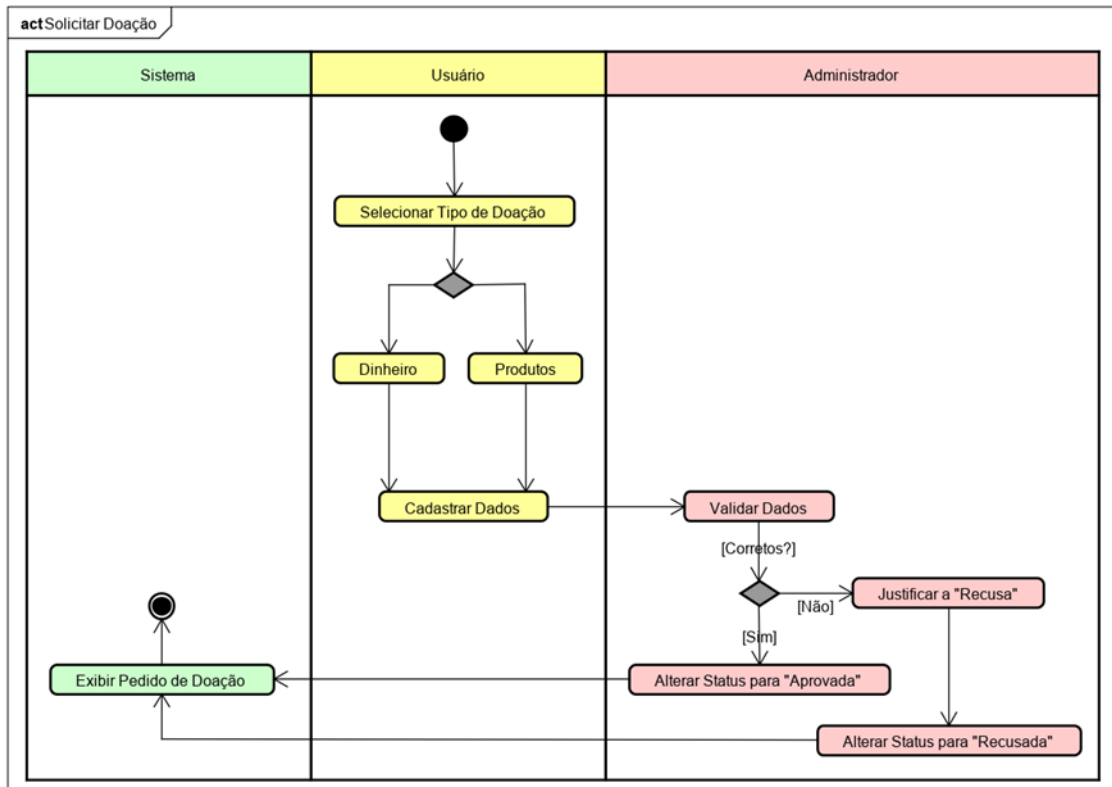 act Solicitar Doação
Sistema
Usuário
Administrador
Selecionar Tipo de Doação
Dinheiro
Produtos
Cadastrar Dados
Validar Dados
[Corretos?]
[Não]
Justificar a "Recusa"
[Sim]
Exibir Pedido de Doação
Alterar Status para "Aprovada"
Alterar Status para "Recusada"